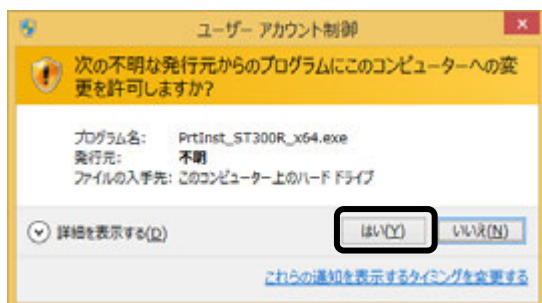 ユーザー アカウント制御
次の不明な発行元からのプログラムにこのコンピューターへの変
更を許可しますか?
プログラム名: PrtInst_ST300R_x64.exe
発行元: 不明
ファイルの入手先: このコンピューター上のハード ドライブ
詳細を表示する(D) はい(Y) いいえ(N)
これらの通知を表示するタイミングを変更する